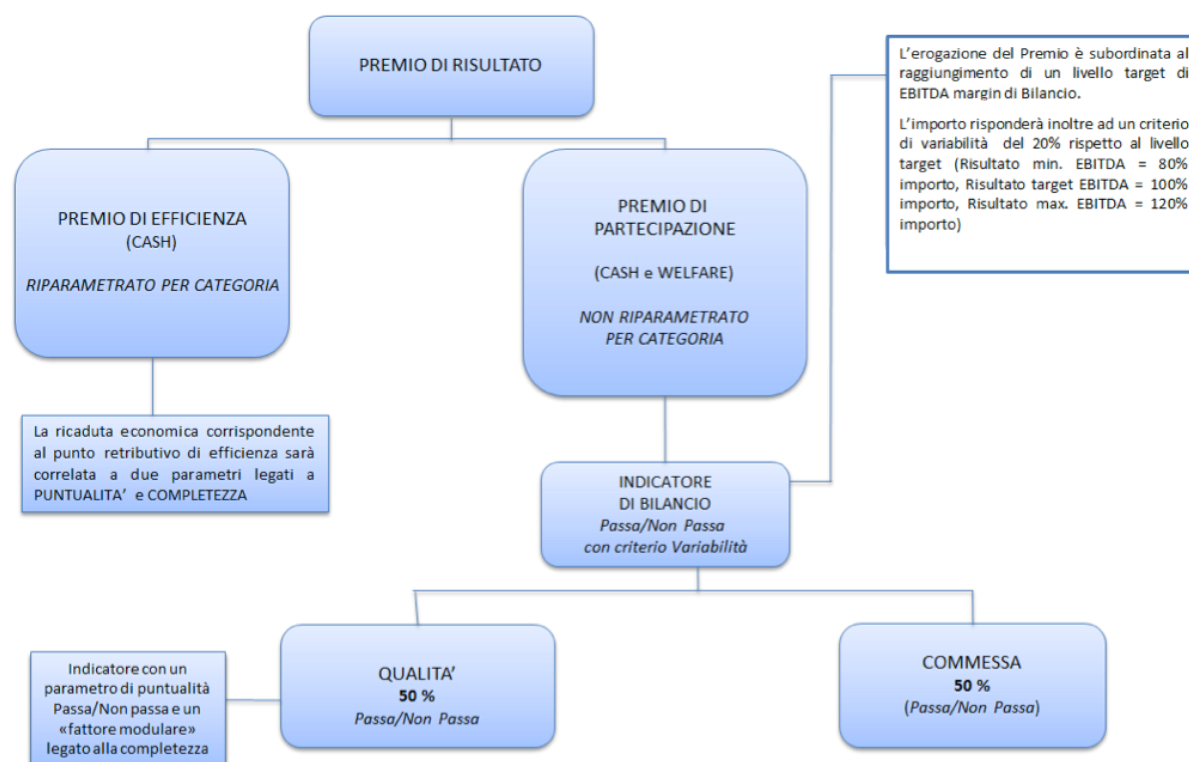 PREMIO DI RISULTATO
L’erogazione del Premio è subordinata al
raggiungimento di un livello target di
EBITDA margin di Bilancio.
L’importo risponderà inoltre ad un criterio
di variabilità del 20% rispetto al livello
target (Risultato min. EBITDA = 80%
importo, Risultato target EBITDA = 100%
importo, Risultato max. EBITDA = 120%
importo)
PREMIO DI EFFICIENZA
(CASH)
RIPARAMETRATO PER CATEGORIA
PREMIO DI
PARTECIPAZIONE
(CASH e WELFARE)
NON RIPARAMETRATO
PER CATEGORIA
La ricaduta economica corrispondente
al punto retributivo di efficienza sarà
correlata a due parametri legati a
PUNTUALITA’ e COMPLETEZZA
INDICATORE
DI BILANCIO
Passa/Non Passa
con criterio Variabilità
Indicatore con un
parametro di puntualità
Passa/Non passa e un
«fattore modulare»
legato alla completezza
QUALITA’
50 %
Passa/Non Passa
COMMESSA
50 %
(Passa/Non Passa)